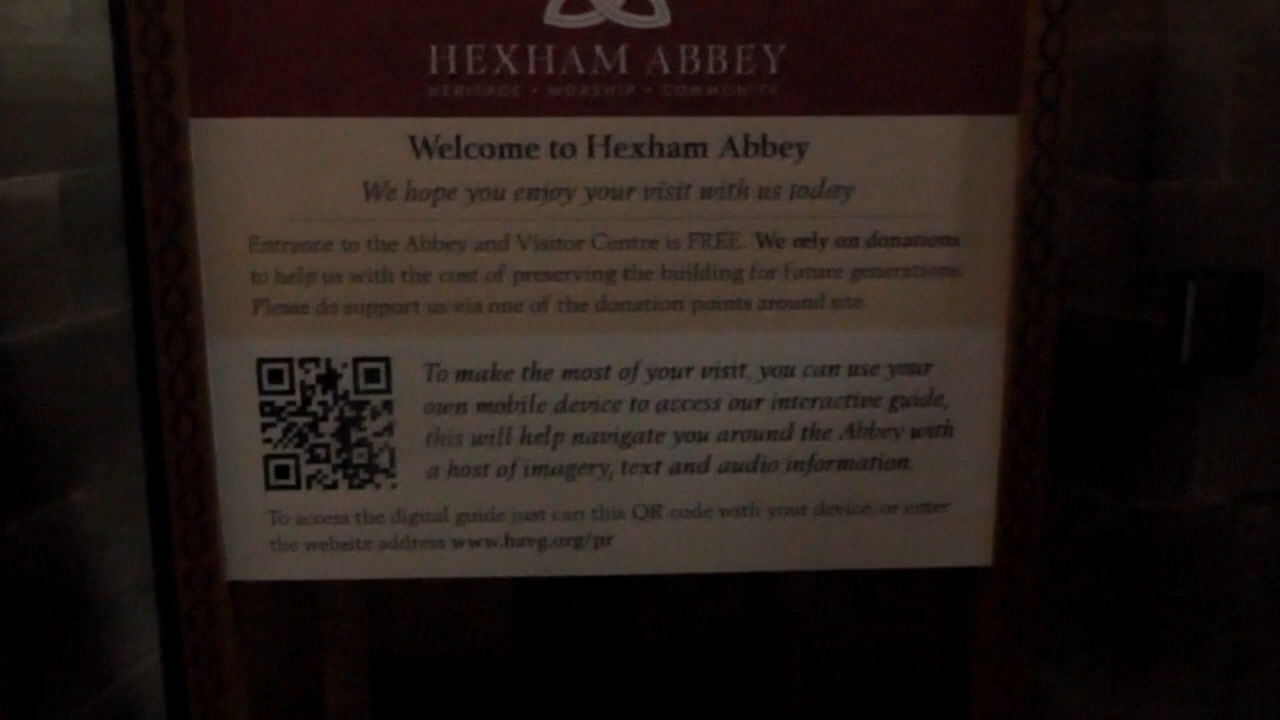 HEXHAM ABBEY
HERITAGE • WORSHIP • COMMUNITY
Welcome to Hexham Abbey
We hope you enjoy your visit with us today
Entrance to the Abbey and Visitor Centre is FREE. We rely on donations
to help us with the cost of preserving the building for future generations.
Please do support us via one of the donation points around site
To make the most of your visit, you can use your
own mobile device to access our interactive guide,
this will help navigate you around the Abbey with
a host of imagery, text and audio information.
To access the digital guide just can this QR code with your device, or enter
the website address www.havg.org/pr